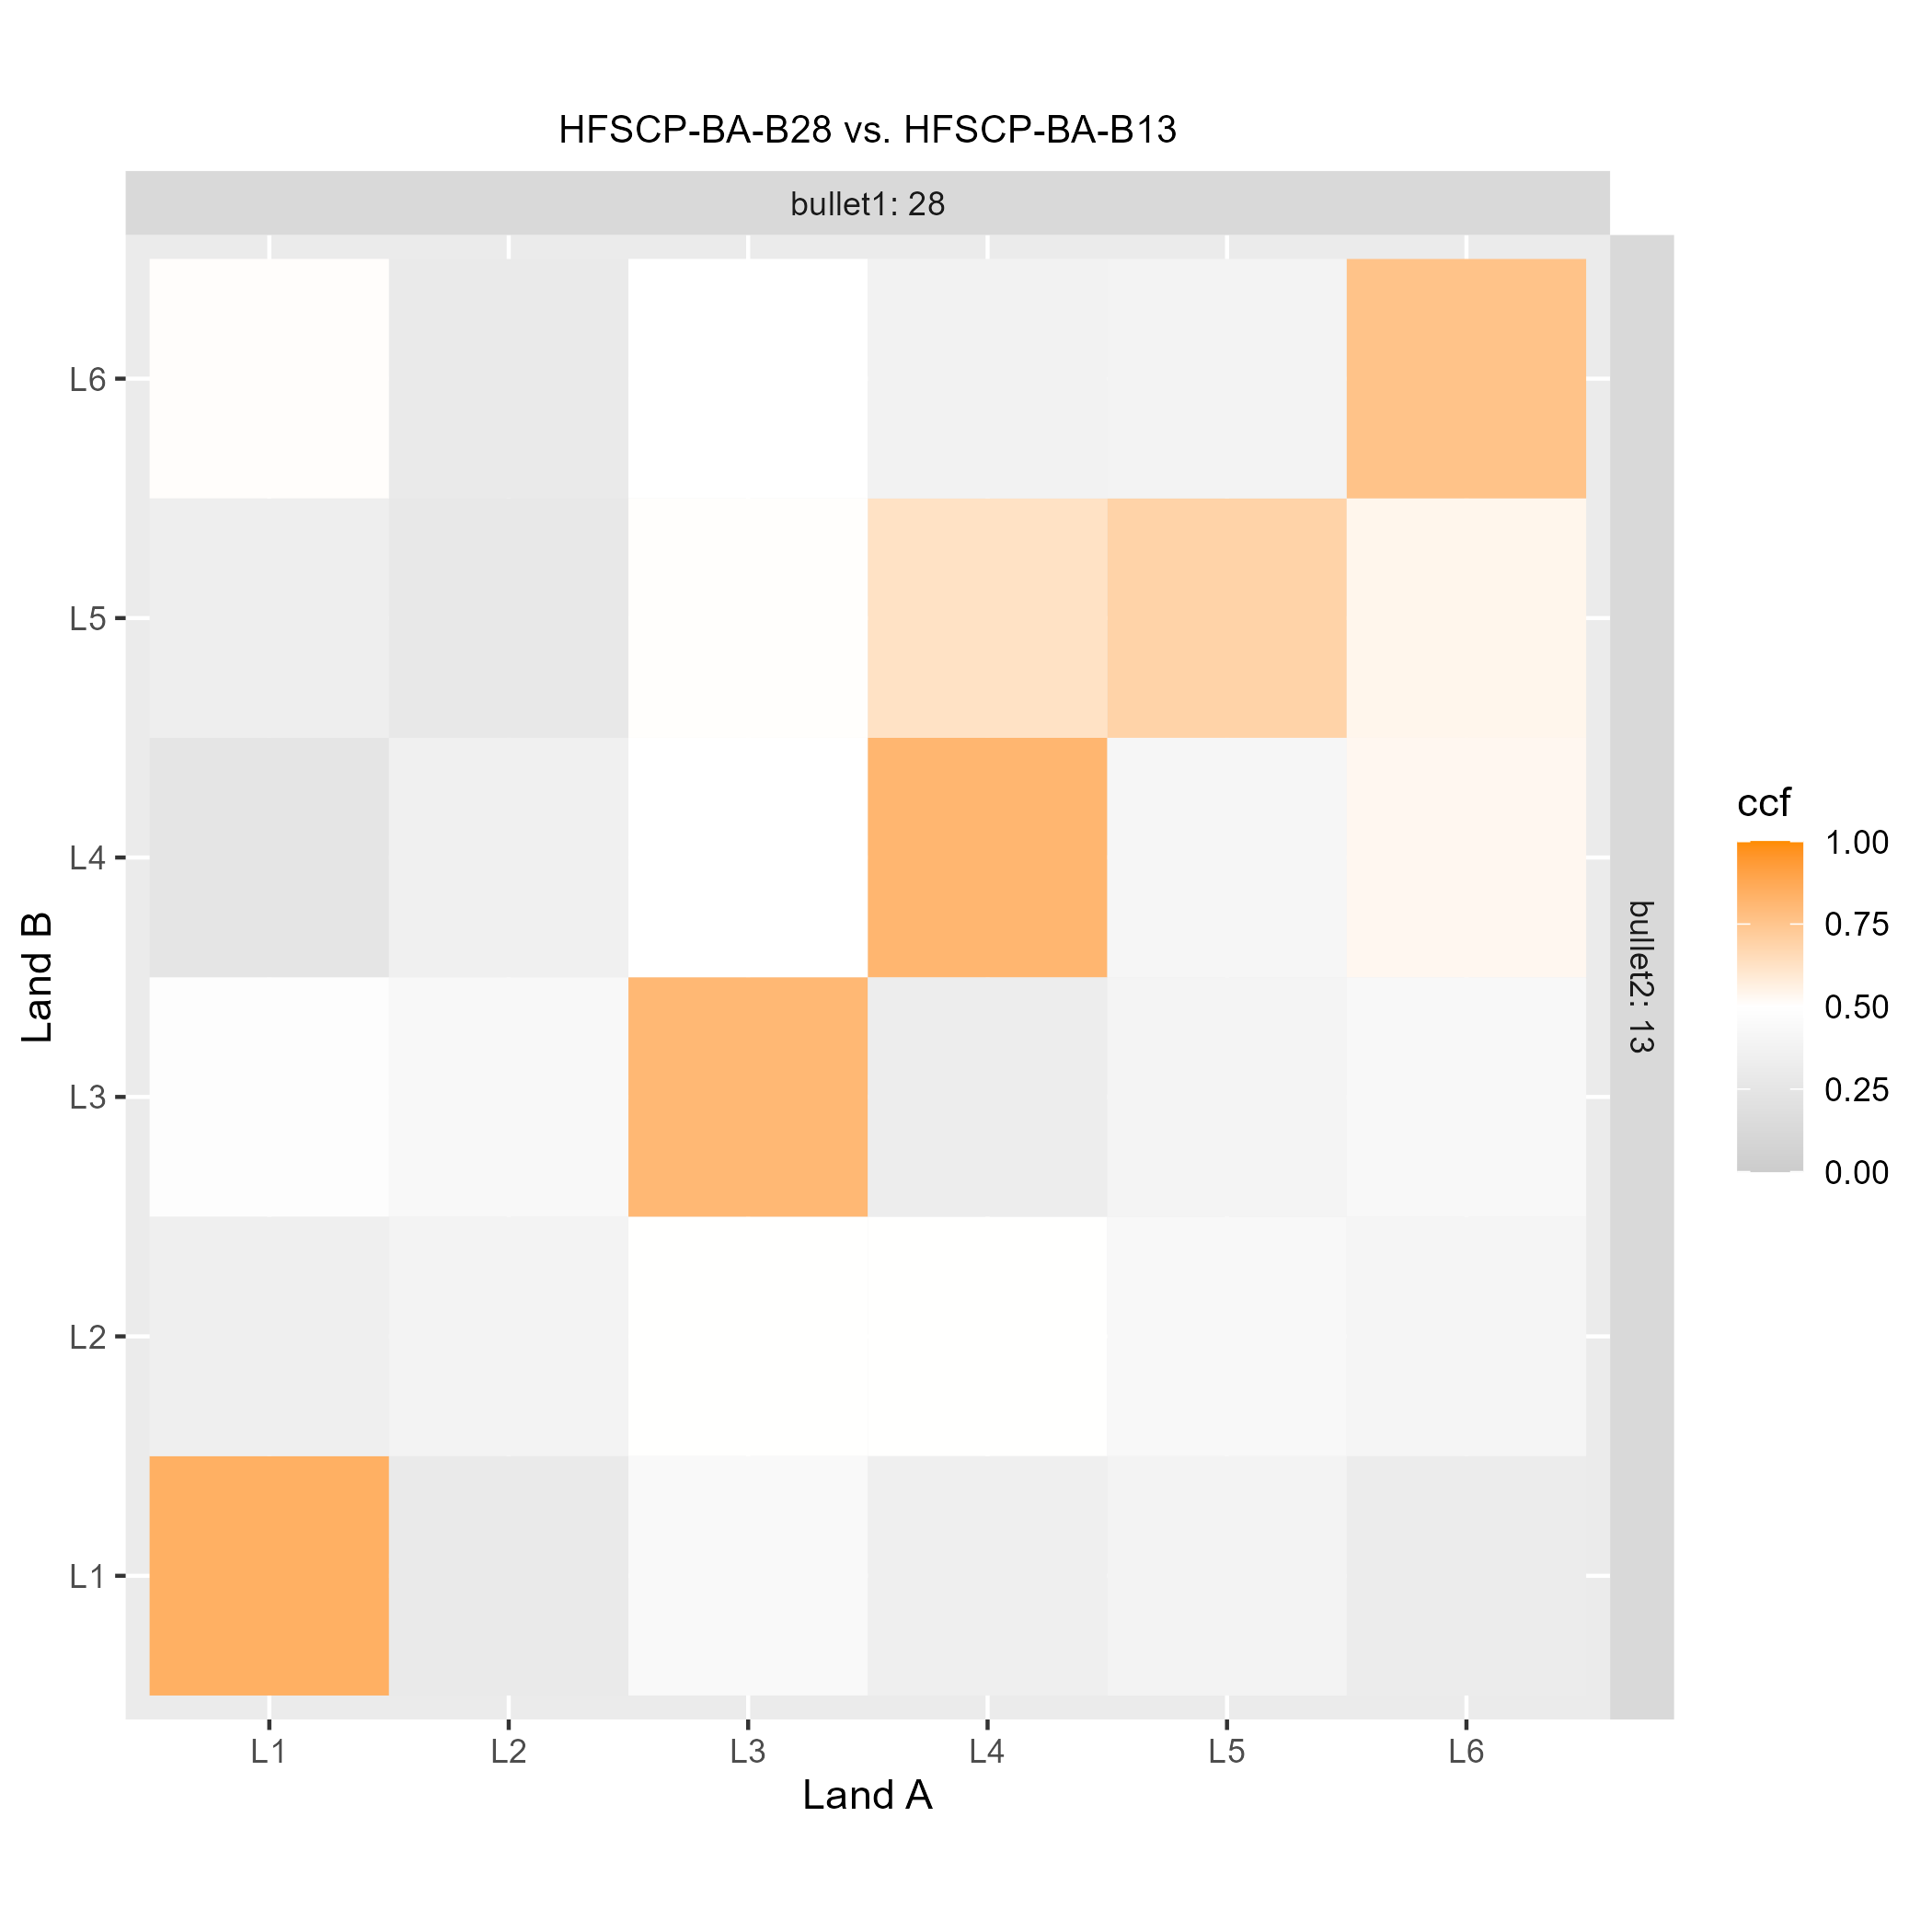 HFSCP-BA-B28 vs. HFSCP-BA-B13
bullet1: 28
L6
L5
L4
L3
L2
L1
Land B
bullet2: 13
ccf
1.00
0.75
0.50
0.25
0.00
L1 L2 L3 L4 L5 L6
Land A